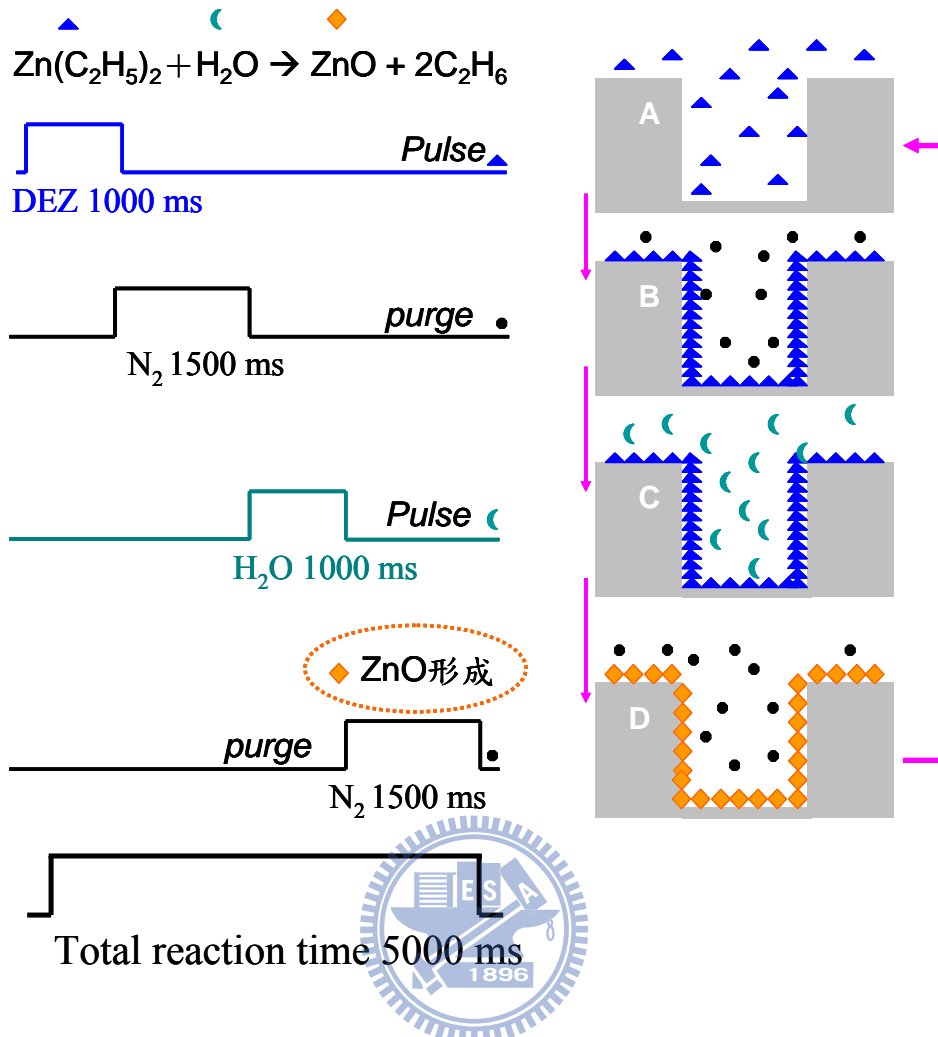 Zn(C₂H₅)₂+H₂O → ZnO + 2C₂H₆
Pulse
DEZ 1000 ms
purge
N₂ 1500 ms
Pulse
H₂O 1000 ms
ZnO形成
purge
N₂ 1500 ms
Total reaction time 5000 ms
A
B
C
D
E S A
1896